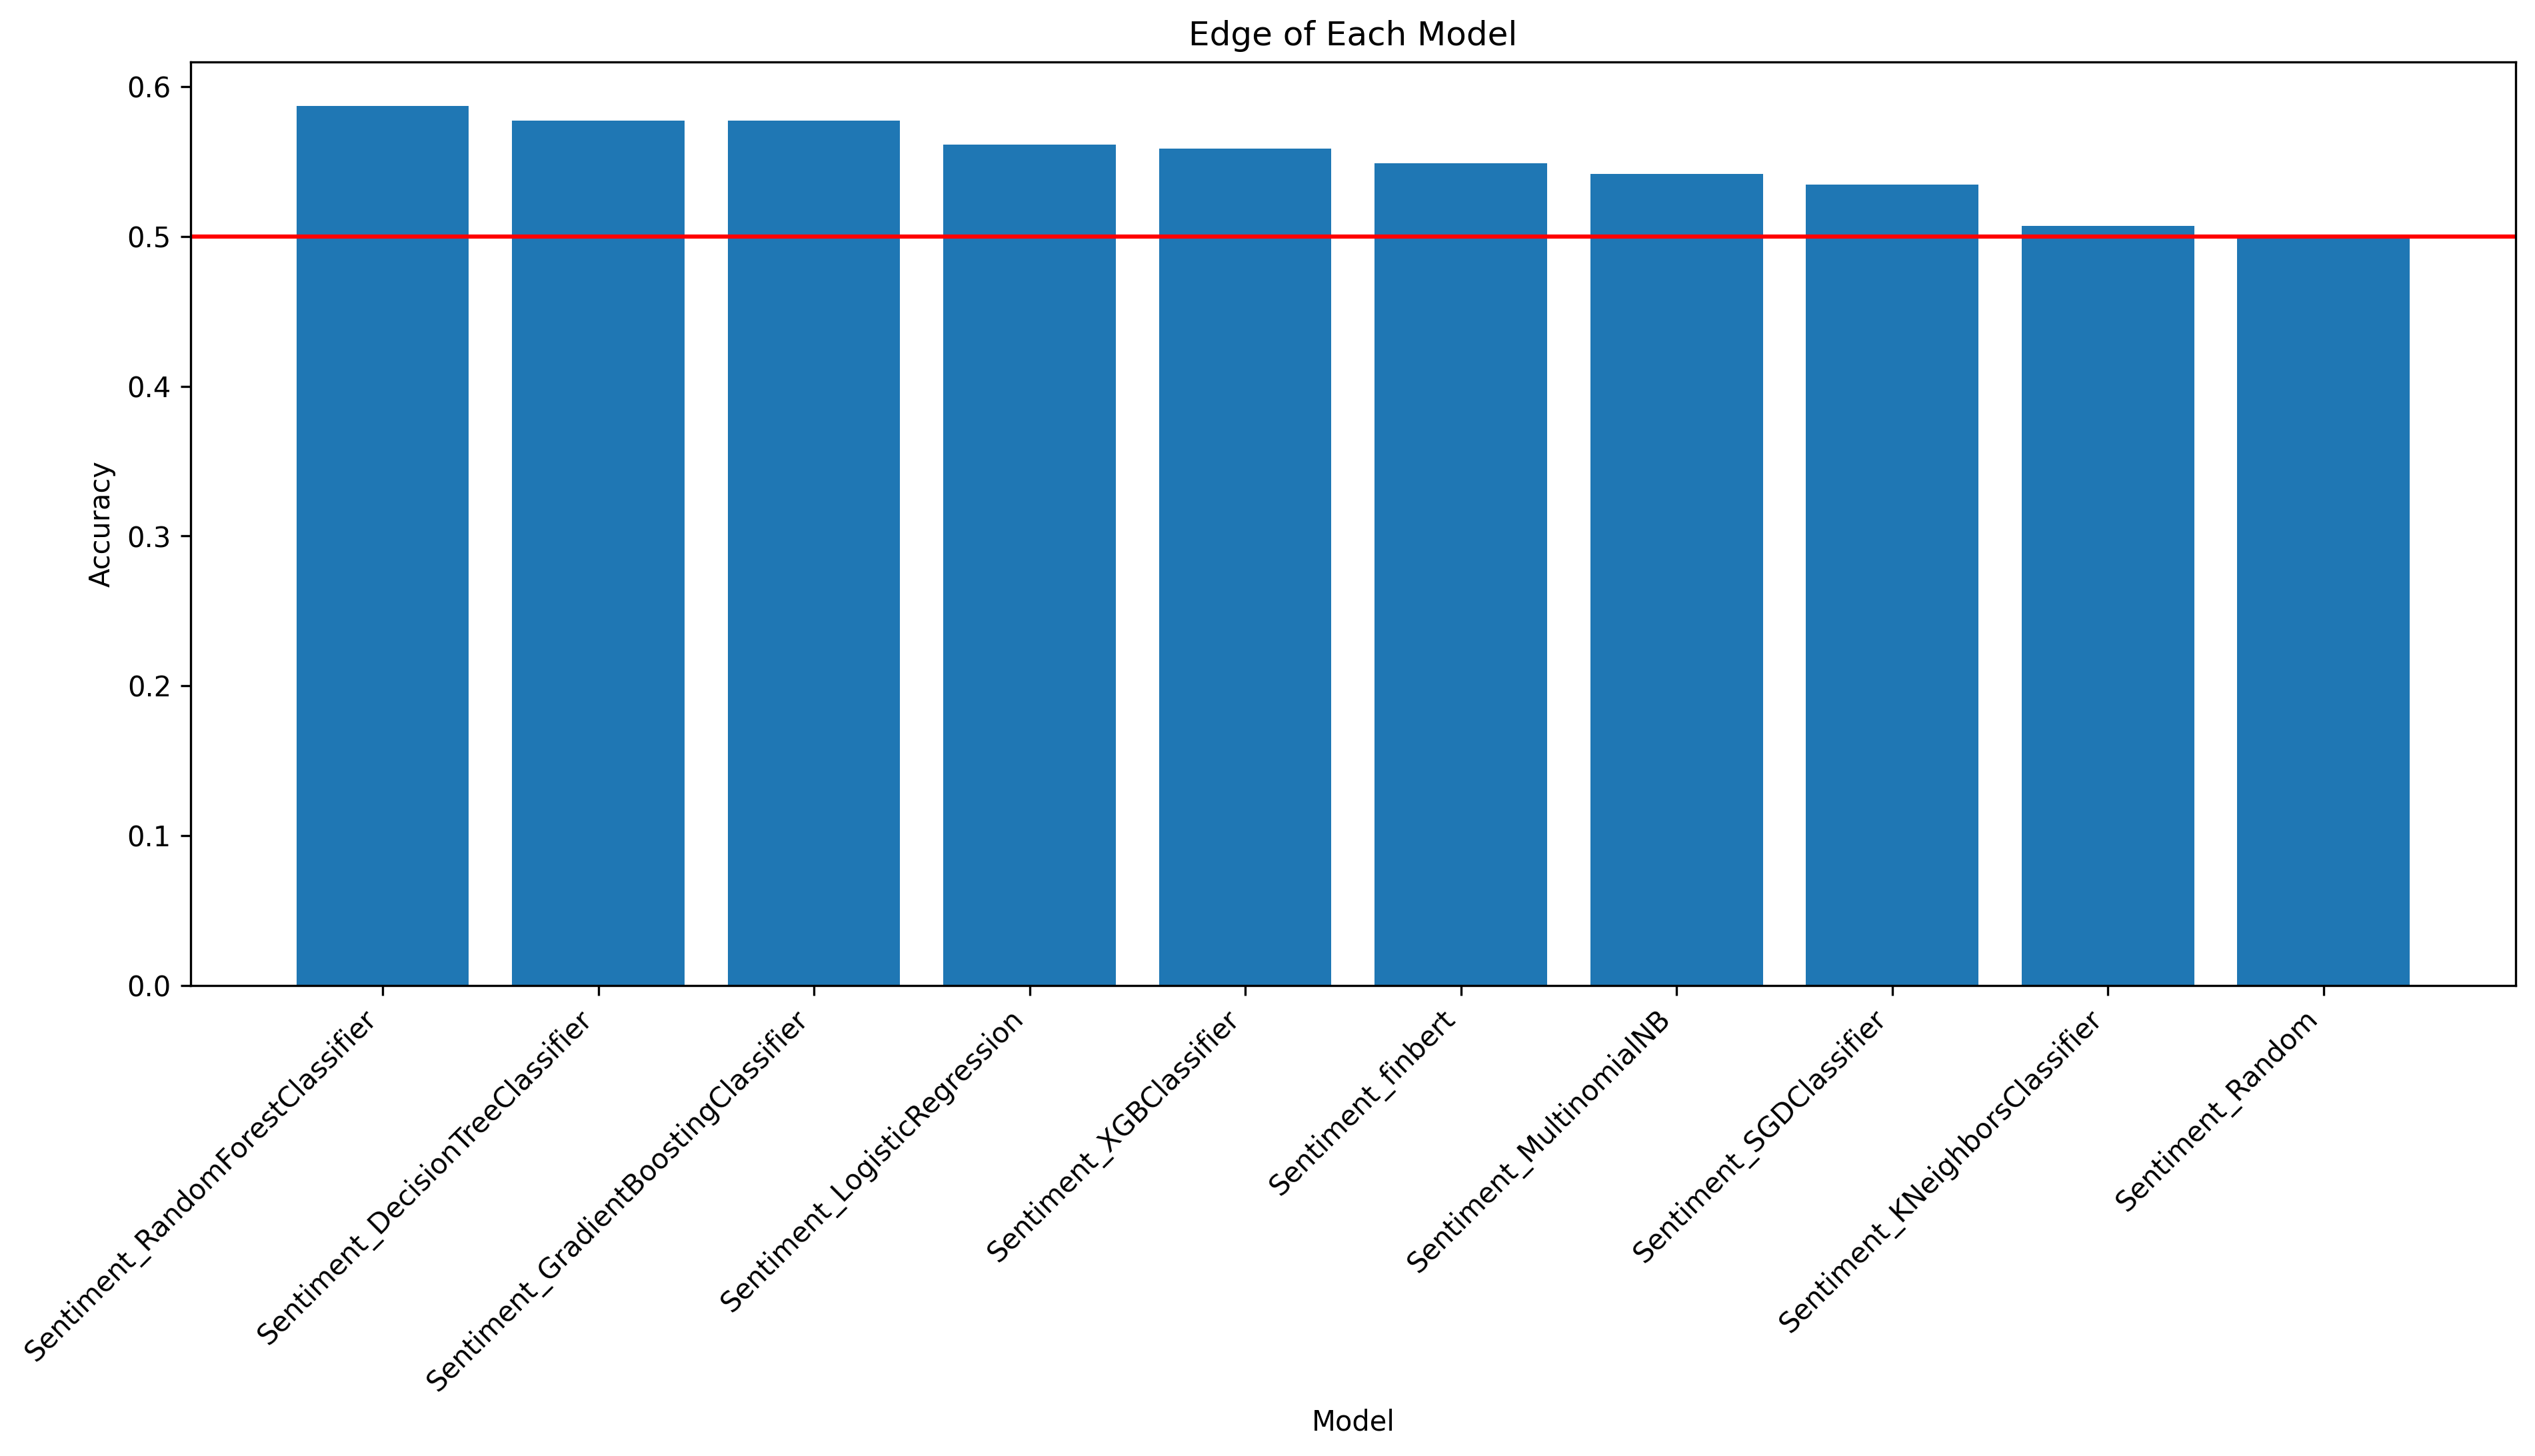 Edge of Each Model
0.6
0.5
0.4
0.3
0.2
0.1
0.0
Accuracy
Sentiment_RandomForestClassifier
Sentiment_DecisionTreeClassifier
Sentiment_GradientBoostingClassifier
Sentiment_LogisticRegression
Sentiment_XGBClassifier
Sentiment_finbert
Sentiment_MultinomialNB
Sentiment_SGDClassifier
Sentiment_KNeighborsClassifier
Sentiment_Random
Model